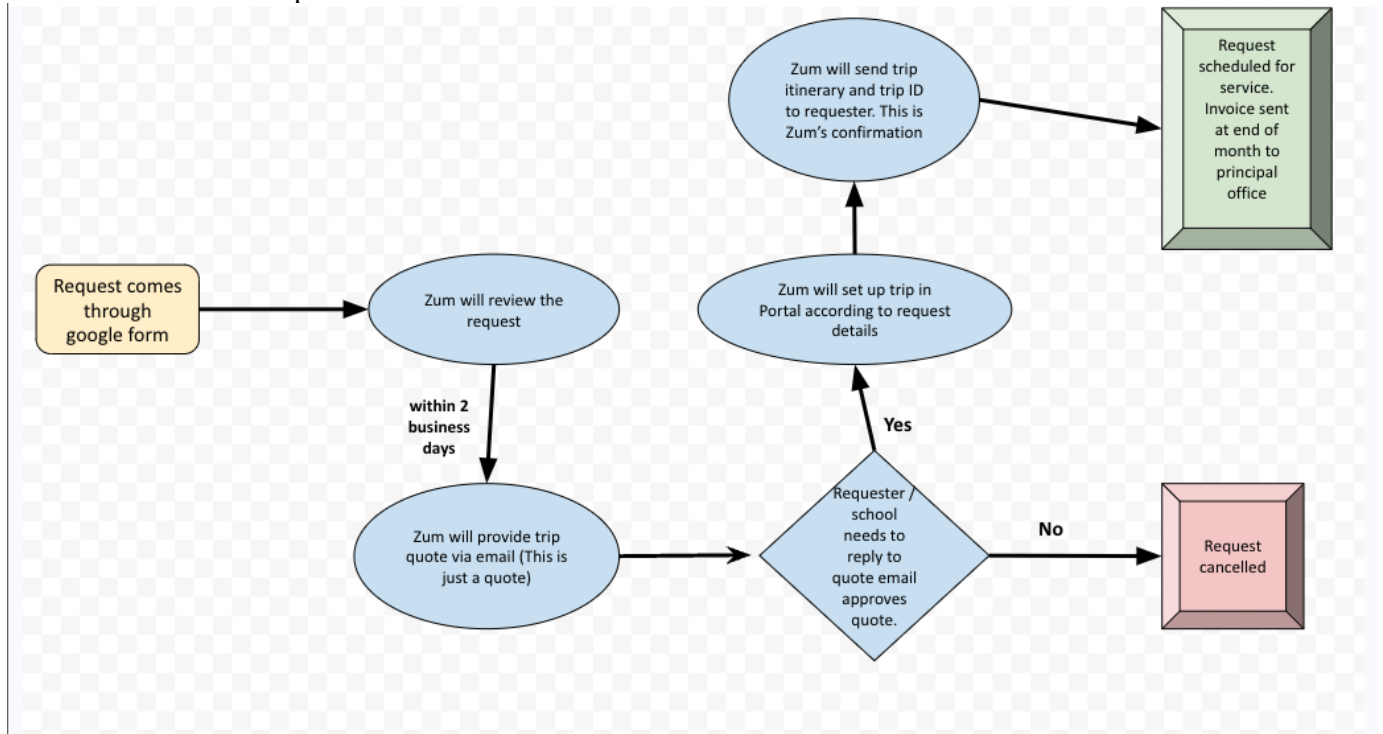 Request comes
through
google form
Zum will review the
request
within 2
business
days
Zum will provide trip
quote via email (This is
just a quote)
Requester /
school
needs to
reply to
quote email
approves
quote.
Yes
No
Zum will set up trip in
Portal according to request
details
Zum will send trip
itinerary and trip ID
to requester. This is
Zum’s confirmation
Request
scheduled for
service.
Invoice sent
at end of
month to
principal
office
Request
cancelled